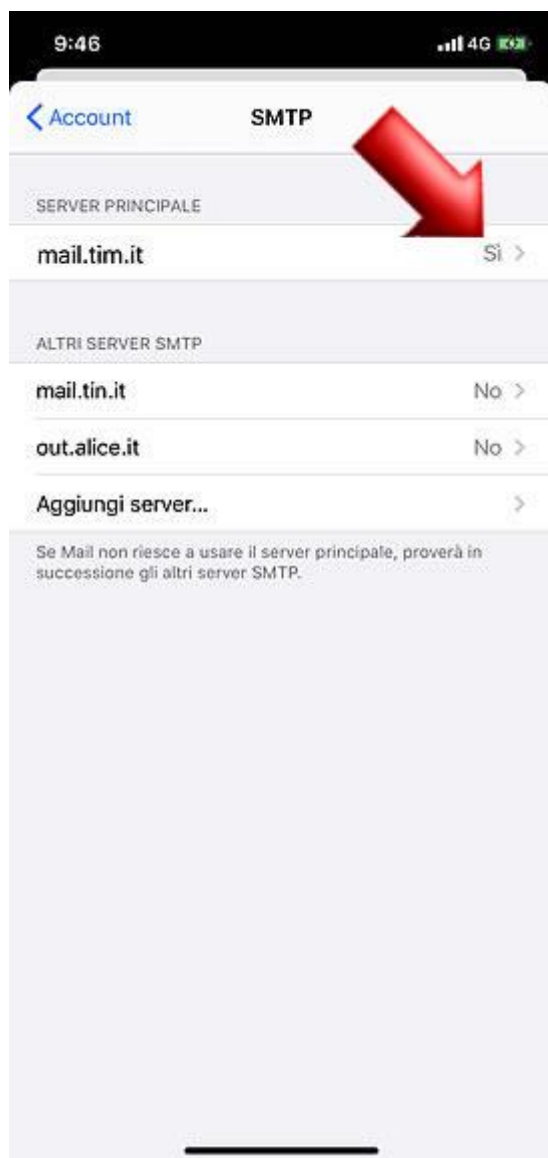 9:46
4G
Account
SMTP
SERVER PRINCIPALE
mail.tim.it Sì
ALTRI SERVER SMTP
mail.tin.it No
out.alice.it No
Aggiungi server...
Se Mail non riesce a usare il server principale, proverà in
successione gli altri server SMTP.